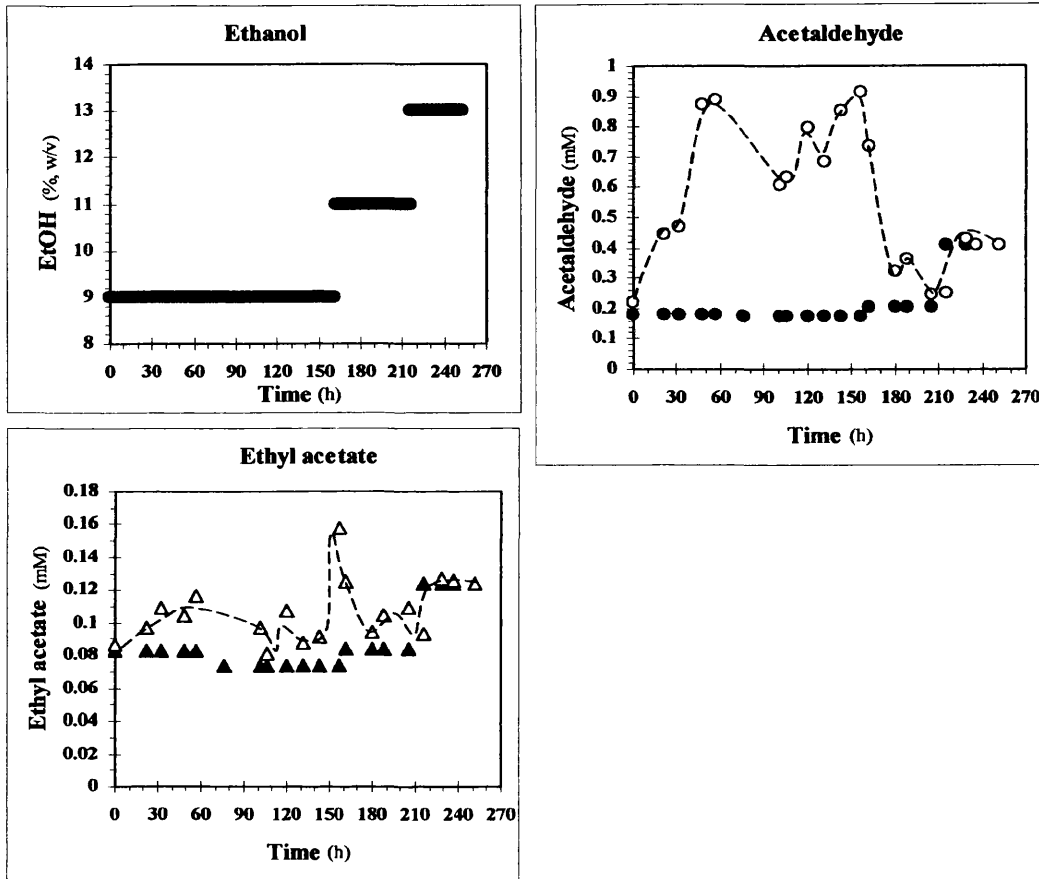 Ethanol
EtOH (%, w/v)
14
13
12
11
10
9
8
0 30 60 90 120 150 180 210 240 270
Time (h)
Acetaldehyde
Acetaldehyde (mM)
1
0.9
0.8
0.7
0.6
0.5
0.4
0.3
0.2
0.1
0
0 30 60 90 120 150 180 210 240 270
Time (h)
Ethyl acetate
Ethyl acetate (mM)
0.18
0.16
0.14
0.12
0.1
0.08
0.06
0.04
0.02
0
0 30 60 90 120 150 180 210 240 270
Time (h)